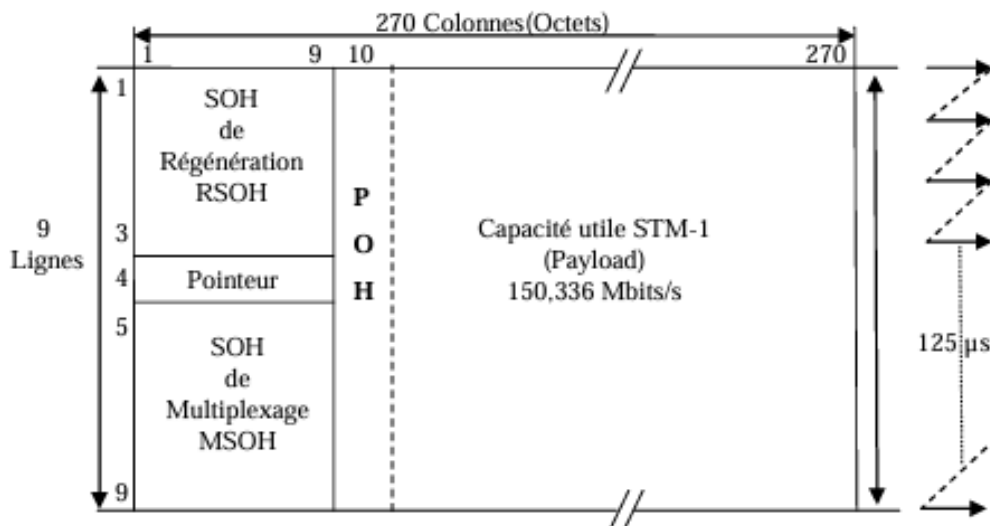 270 Colonnes(Octets)
1 9 10 270
1
SOH
de
Régénération
RSOH
3
4
Pointeur
5
SOH
de
Multiplexage
MSOH
9
9
Lignes
P
O
H
Capacité utile STM-1
(Payload)
150,336 Mbits/s
125 µs